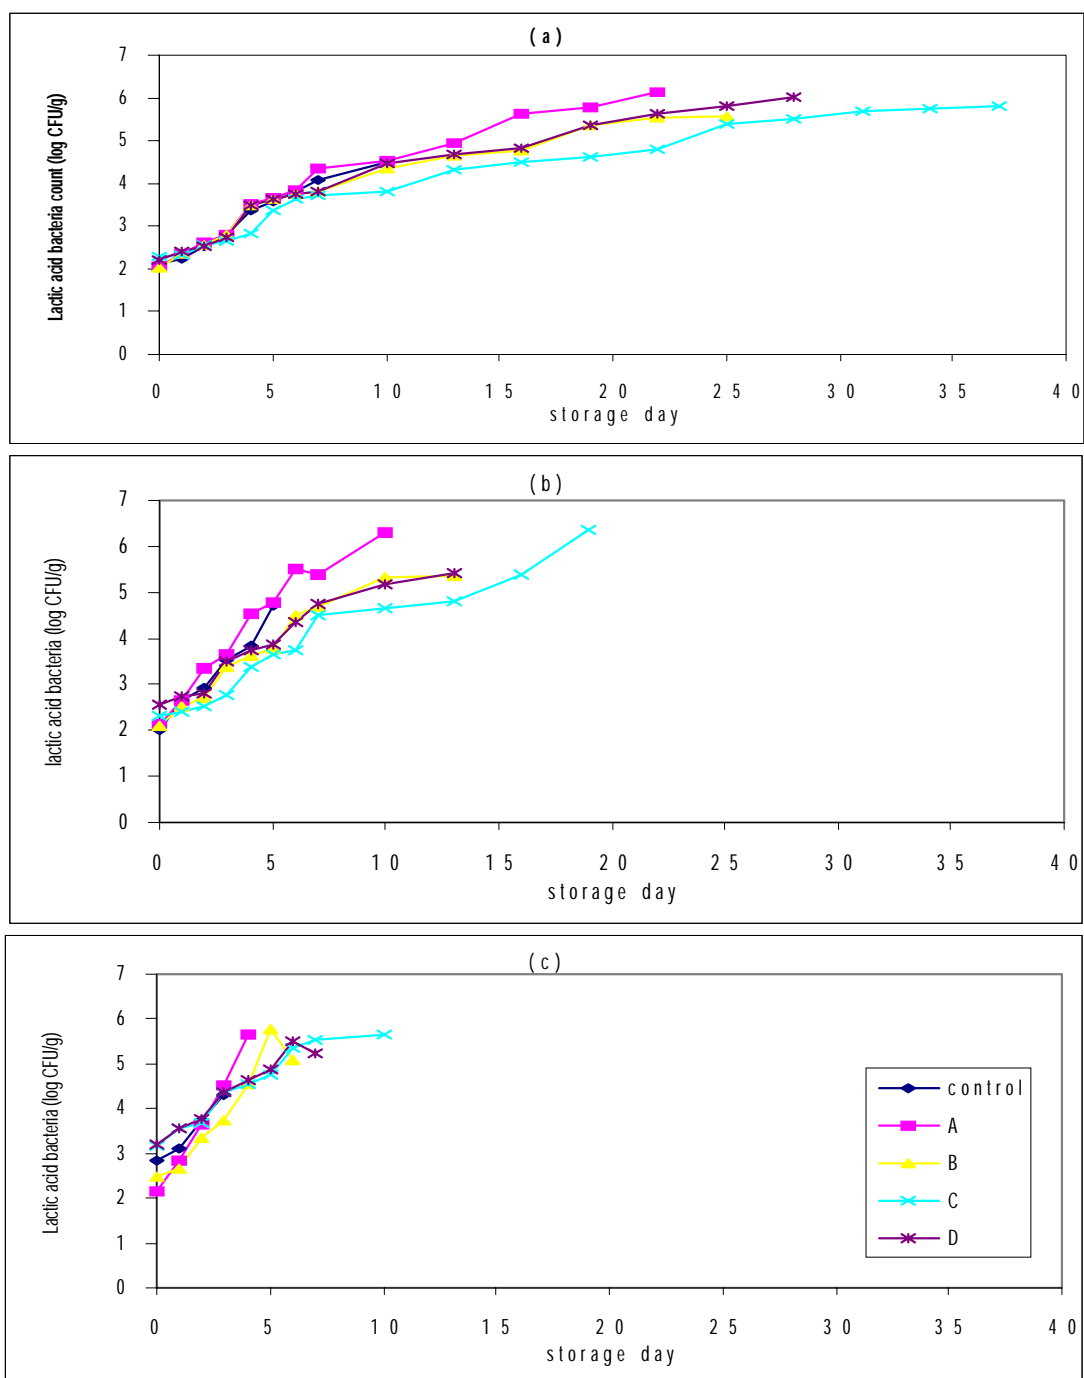 (a)
Lactic acid bacteria count (log CFU/g)
7
6
5
4
3
2
1
0
0 5 10 15 20 25 30 35 40
storage day
(b)
lactic acid bacteria (log CFU/g)
7
6
5
4
3
2
1
0
0 5 10 15 20 25 30 35 40
storage day
(c)
Lactic acid bacteria (log CFU/g)
7
6
5
4
3
2
1
0
control
A
B
C
D
0 5 10 15 20 25 30 35 40
storage day